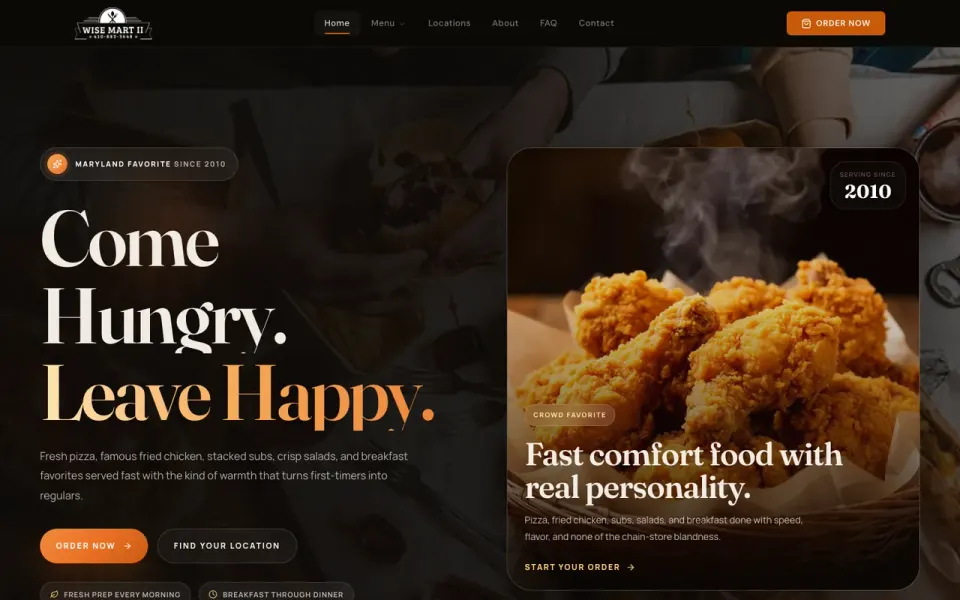 WISE MART II
410-883-3668
Home
Menu
Locations
About
FAQ
Contact
ORDER NOW
MARYLAND FAVORITE SINCE 2010
Come
Hungry.
Leave Happy.
Fresh pizza, famous fried chicken, stacked subs, crisp salads, and breakfast
favorites served fast with the kind of warmth that turns first-timers into
regulars.
ORDER NOW
FIND YOUR LOCATION
FRESH PREP EVERY MORNING
BREAKFAST THROUGH DINNER
SERVING SINCE
2010
CROWD FAVORITE
Fast comfort food with
real personality.
Pizza, fried chicken, subs, salads, and breakfast done with speed,
flavor, and none of the chain-store blandness.
START YOUR ORDER